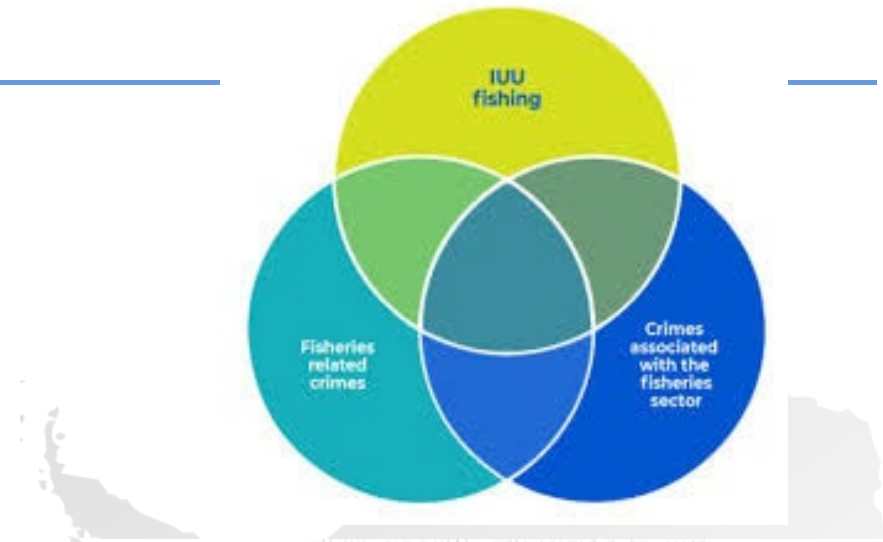 IUU
fishing
Fisheries
related
crimes
Crimes
associated
with the
fisheries
sector